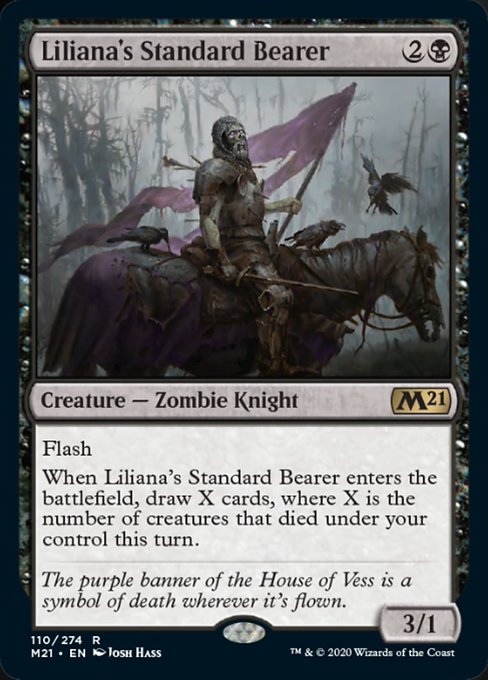 Liliana's Standard Bearer 2
Creature — Zombie Knight M21
Flash
When Liliana's Standard Bearer enters the
battlefield, draw X cards, where X is the
number of creatures that died under your
control this turn.
The purple banner of the House of Vess is a
symbol of death wherever it's flown.
3/1
110/274 R
M21 • EN Josh Hass
™ & © 2020 Wizards of the Coast